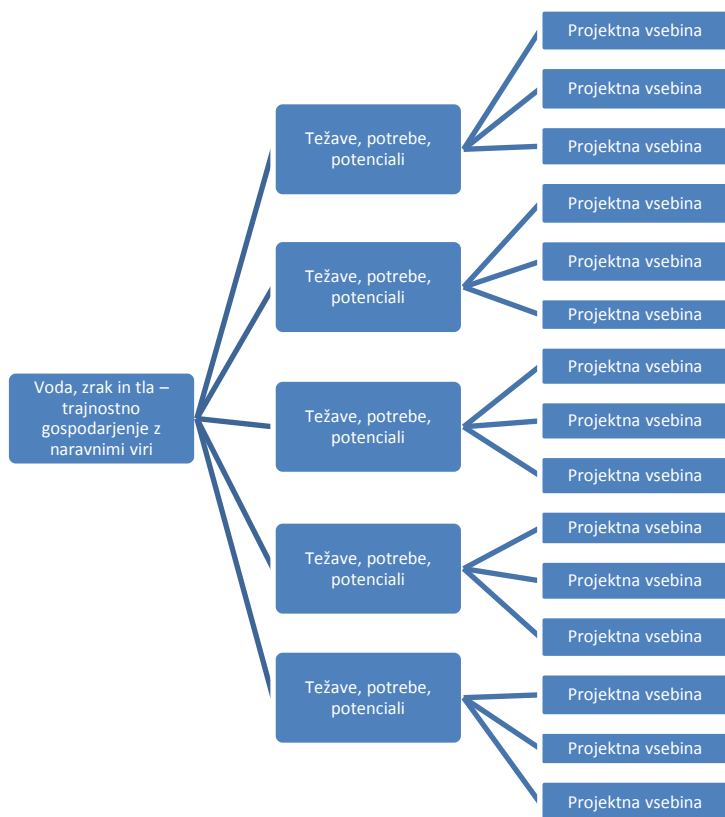 Voda, zrak in tla –
trajnostno
gospodarjenje z
naravnimi viri
Težave, potrebe,
potenciali
Projektna vsebina
Projektna vsebina
Projektna vsebina
Težave, potrebe,
potenciali
Projektna vsebina
Projektna vsebina
Projektna vsebina
Težave, potrebe,
potenciali
Projektna vsebina
Projektna vsebina
Projektna vsebina
Težave, potrebe,
potenciali
Projektna vsebina
Projektna vsebina
Projektna vsebina
Težave, potrebe,
potenciali
Projektna vsebina
Projektna vsebina
Projektna vsebina